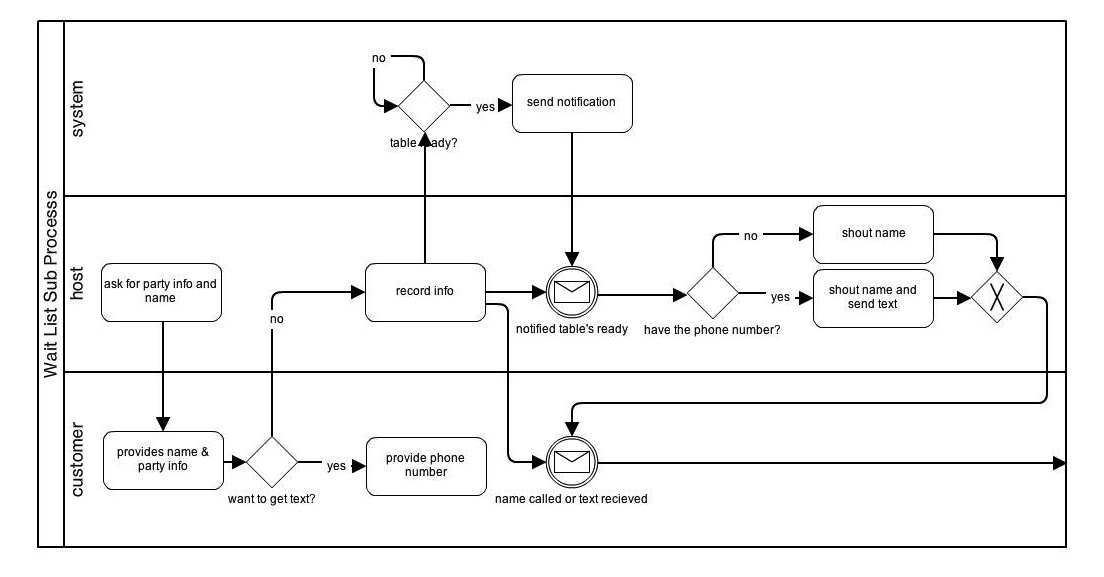 Wait List Sub Processs
system
no
yes
send notification
table ready?
host
ask for party info and
name
no
record info
notified table's ready
have the phone number?
no
yes
shout name
shout name and
send text
X
customer
provides name &
party info
want to get text?
yes
provide phone
number
name called or text recieved